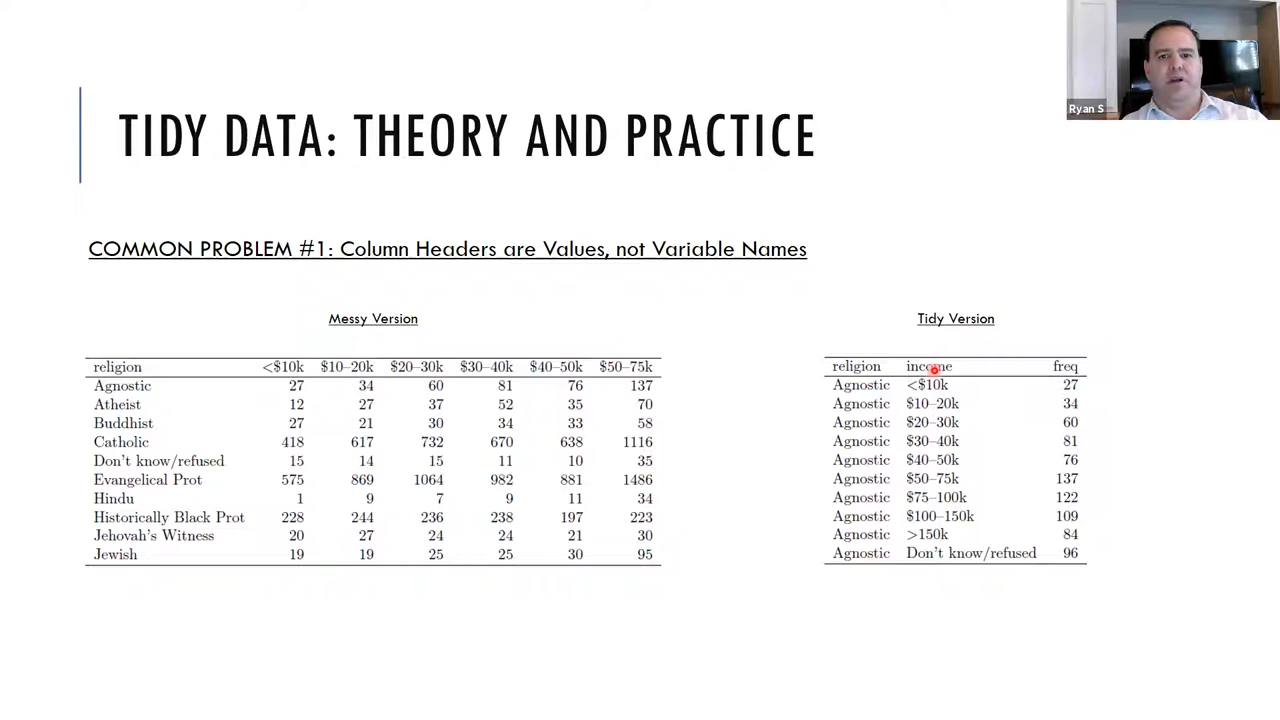 Ryan S
TIDY DATA: THEORY AND PRACTICE
COMMON PROBLEM #1: Column Headers are Values, not Variable Names
Messy Version
religion <$10k $10–20k $20–30k $30–40k $40–50k $50–75k
Agnostic 27 34 60 81 76 137
Atheist 12 27 37 52 35 70
Buddhist 27 21 30 34 33 58
Catholic 418 617 732 670 638 1116
Don't know/refused 15 14 15 11 10 35
Evangelical Prot 575 869 1064 982 881 1486
Hindu 1 9 7 9 11 34
Historically Black Prot 228 244 236 238 197 223
Jehovah's Witness 20 27 24 24 21 30
Jewish 19 19 25 25 30 95
Tidy Version
religion income freq
Agnostic <$10k 27
Agnostic $10–20k 34
Agnostic $20–30k 60
Agnostic $30–40k 81
Agnostic $40–50k 76
Agnostic $50–75k 137
Agnostic $75–100k 122
Agnostic $100–150k 109
Agnostic >150k 84
Agnostic Don't know/refused 96